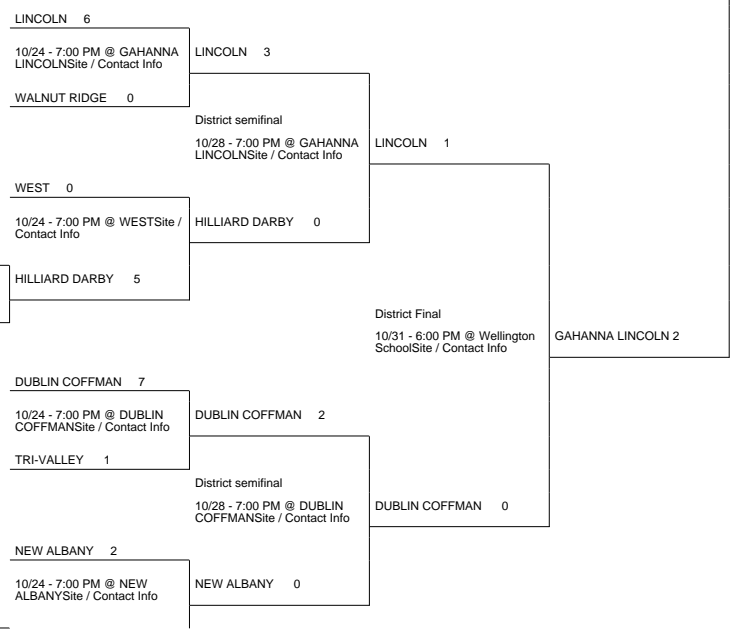 LINCOLN 6
10/24 - 7:00 PM @ GAHANNA
LINCOLNSite / Contact Info
LINCOLN 3
WALNUT RIDGE 0
District semifinal
10/28 - 7:00 PM @ GAHANNA
LINCOLNSite / Contact Info
LINCOLN 1
WEST 0
10/24 - 7:00 PM @ WESTSite /
Contact Info
HILLIARD DARBY 0
HILLIARD DARBY 5
District Final
10/31 - 6:00 PM @ Wellington
SchoolSite / Contact Info
GAHANNA LINCOLN 2
DUBLIN COFFMAN 7
10/24 - 7:00 PM @ DUBLIN
COFFMANSite / Contact Info
DUBLIN COFFMAN 2
TRI-VALLEY 1
District semifinal
10/28 - 7:00 PM @ DUBLIN
COFFMANSite / Contact Info
DUBLIN COFFMAN 0
NEW ALBANY 2
10/24 - 7:00 PM @ NEW
ALBANYSite / Contact Info
NEW ALBANY 0